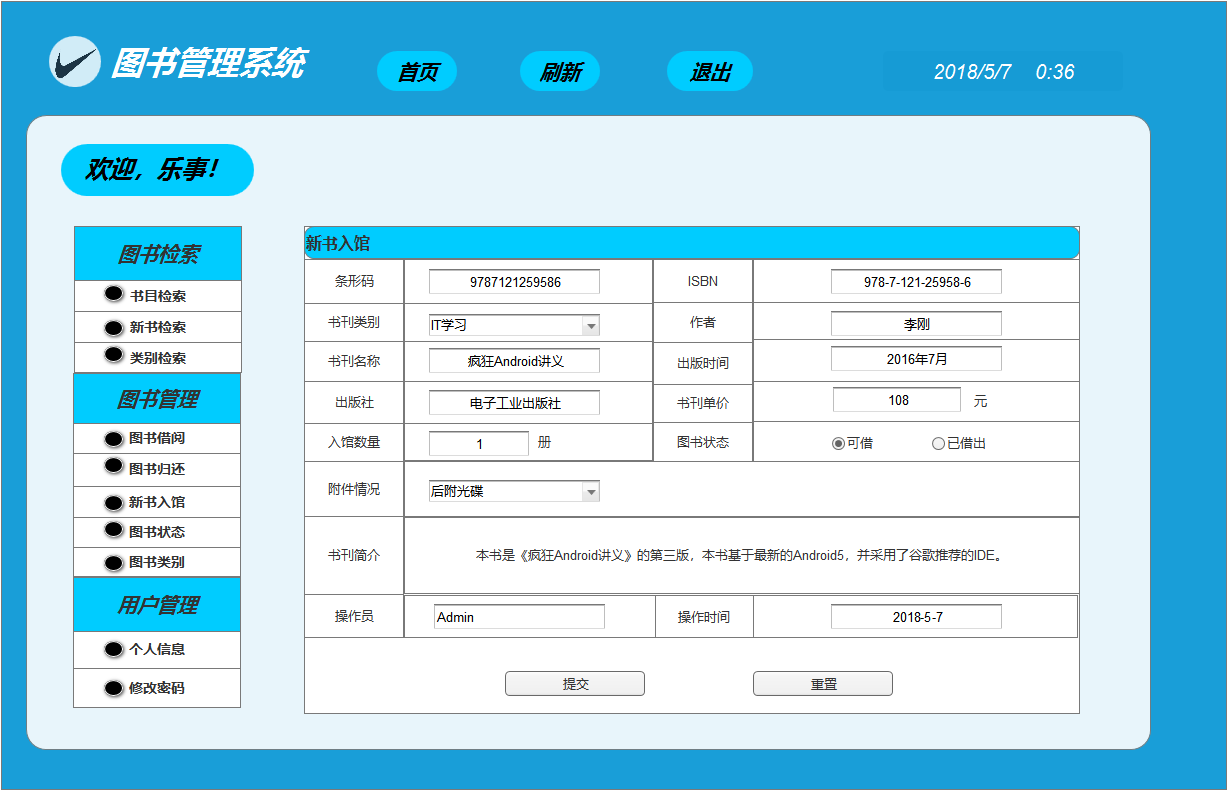 图书管理系统
首页 刷新 退出 2018/5/7 0:36
欢迎，乐事！
图书检索
书目检索
新书检索
类别检索
图书管理
图书借阅
图书归还
新书入馆
图书状态
图书类别
用户管理
个人信息
修改密码
新书入馆
条形码 9787121259586 ISBN 978-7-121-25958-6
书刊类别 IT学习 作者 李刚
书刊名称 疯狂Android讲义 出版时间 2016年7月
出版社 电子工业出版社 书刊单价 108 元
入馆数量 1 册 图书状态 可借 已借出
附件情况 后附光碟
书刊简介 本书是《疯狂Android讲义》的第三版，本书基于最新的Android5，并采用了谷歌推荐的IDE。
操作员 Admin 操作时间 2018-5-7
提交 重置